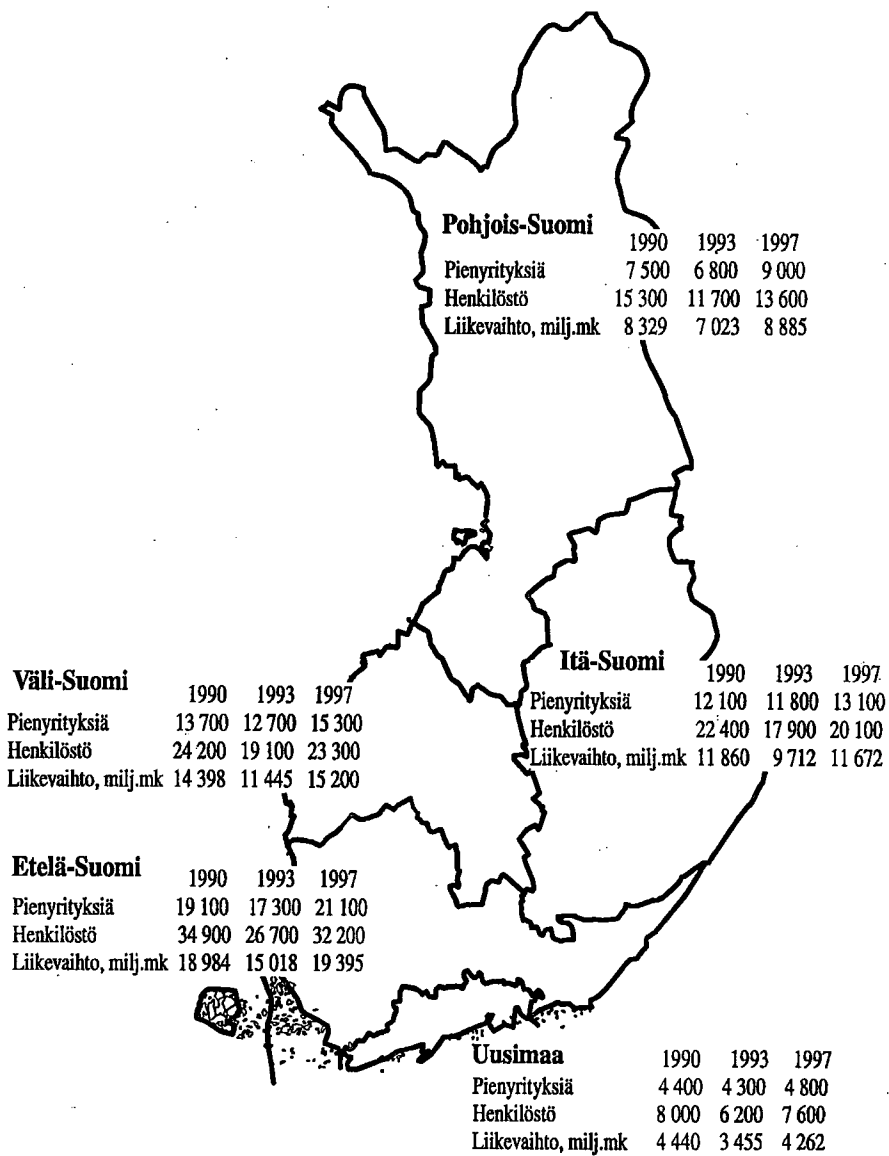 Pohjois-Suomi
1990 1993 1997
Pienyrityksiä 7 500 6 800 9 000
Henkilöstö 15 300 11 700 13 600
Liikevaihto, milj.mk 8 329 7 023 8 885
Itä-Suomi
1990 1993 1997
Pienyrityksiä 12 100 11 800 13 100
Henkilöstö 22 400 17 900 20 100
Liikevaihto, milj.mk 11 860 9 712 11 672
Väli-Suomi
1990 1993 1997
Pienyrityksiä 13 700 12 700 15 300
Henkilöstö 24 200 19 100 23 300
Liikevaihto, milj.mk 14 398 11 445 15 200
Etelä-Suomi
1990 1993 1997
Pienyrityksiä 19 100 17 300 21 100
Henkilöstö 34 900 26 700 32 200
Liikevaihto, milj.mk 18 984 15 018 19 395
Uusimaa
1990 1993 1997
Pienyrityksiä 4 400 4 300 4 800
Henkilöstö 8 000 6 200 7 600
Liikevaihto, milj.mk 4 440 3 455 4 262